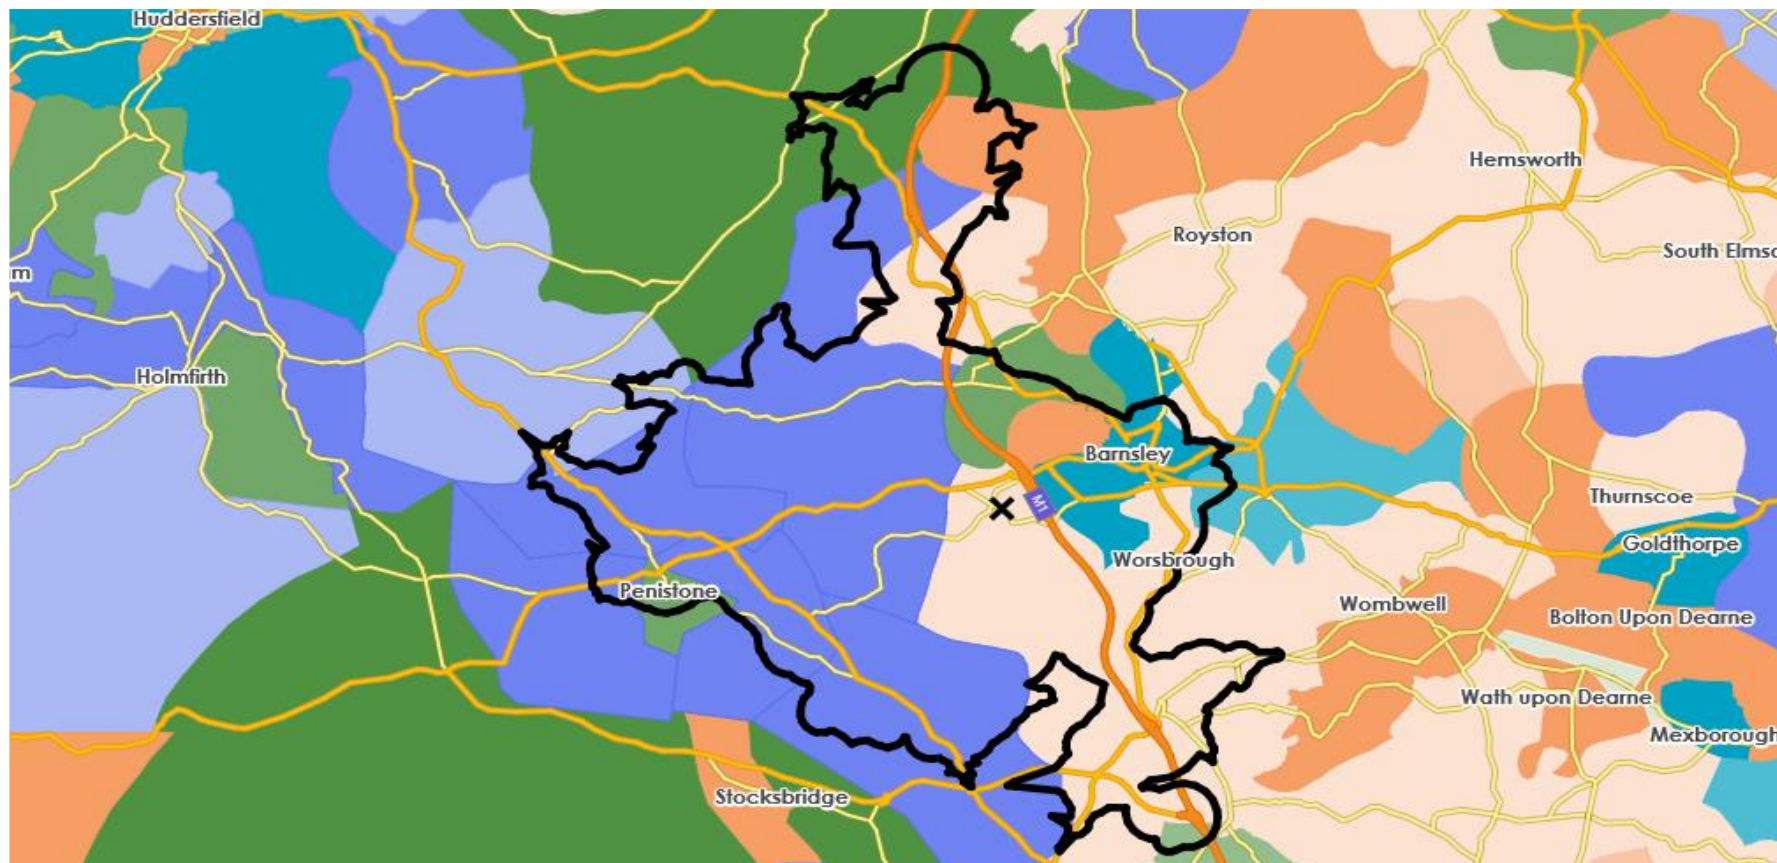 Huddersfield
Hemsworth
Royston
South Elmsa
m
Holmfirth
Barnsley
Thurnscoe
M1
Goldthorpe
Worsbrough
Penistone
Wombwell
Bolton Upon Dearne
Wath upon Dearne
Mexborough
Stocksbridge